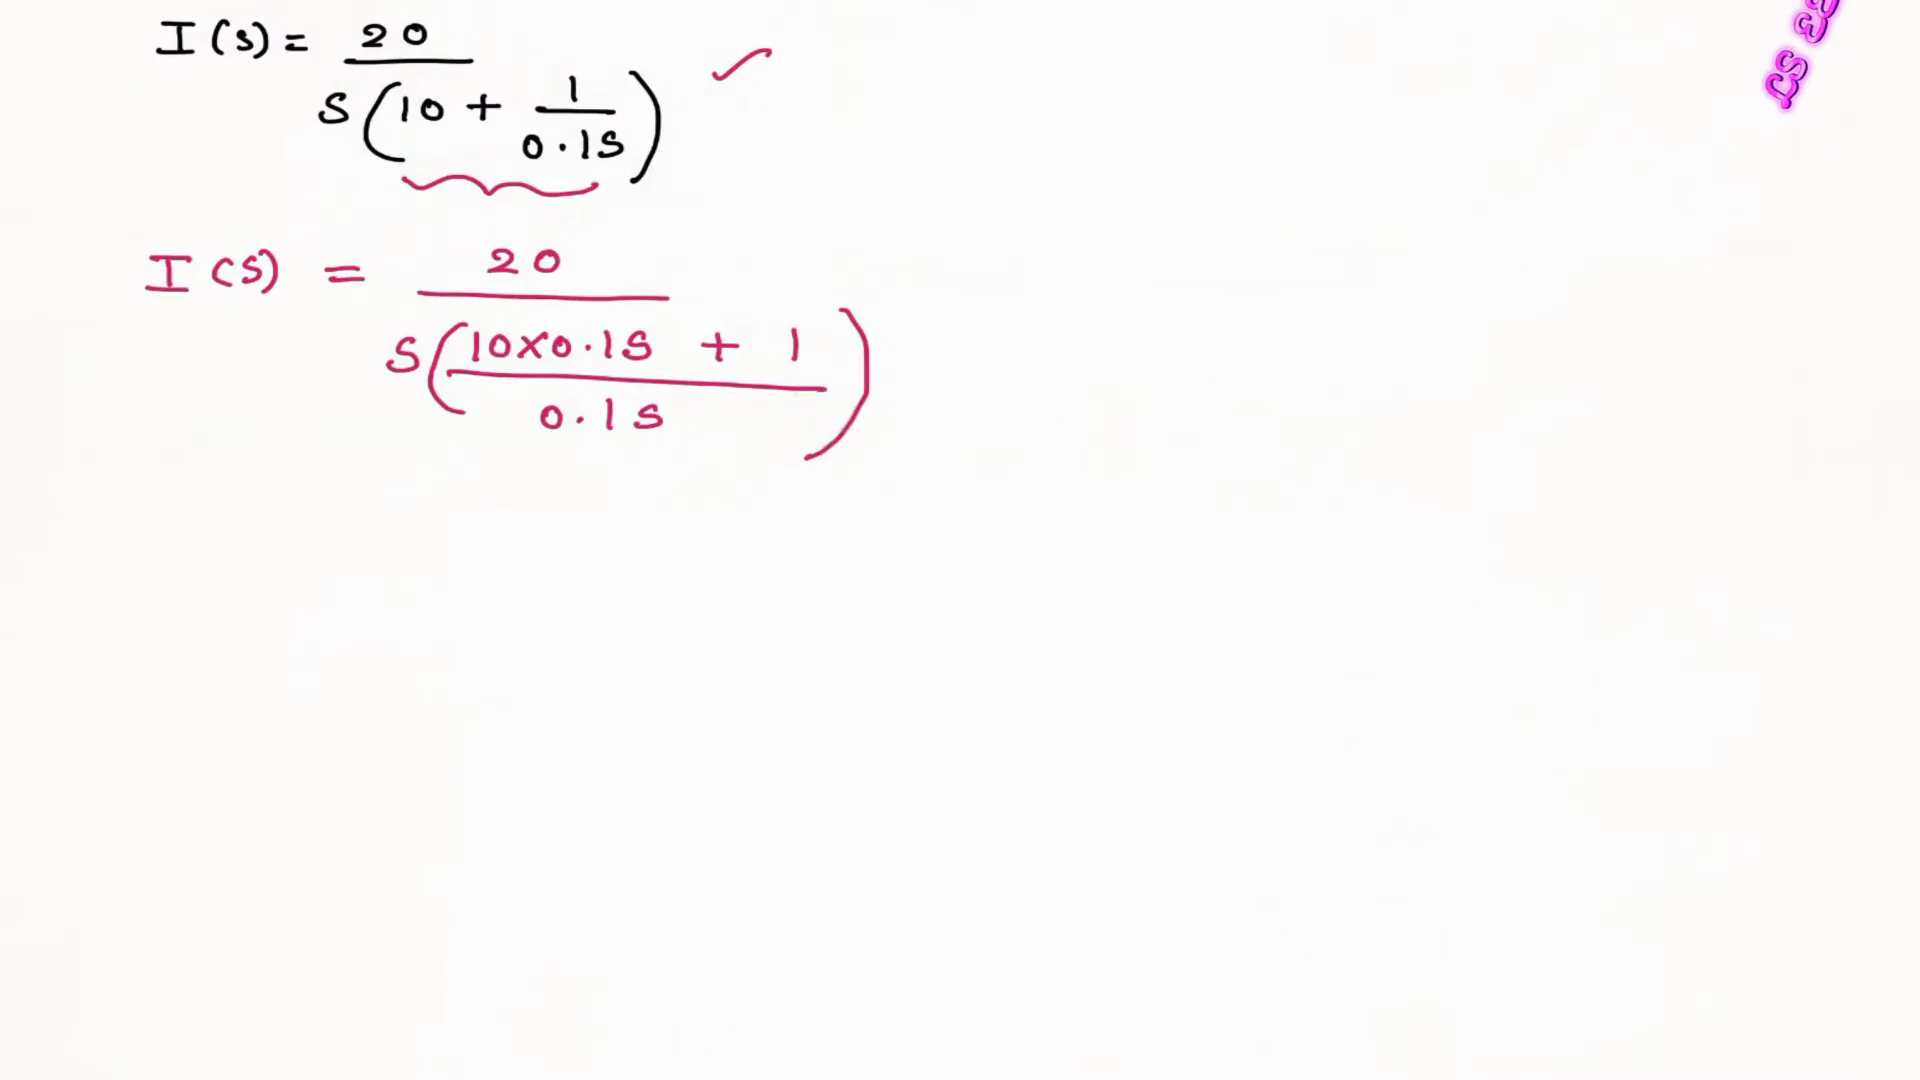 I(s) = 20
s(10 + 1
0.1s)
I(s) = 20
s(10×0.1s + 1
0.1s)